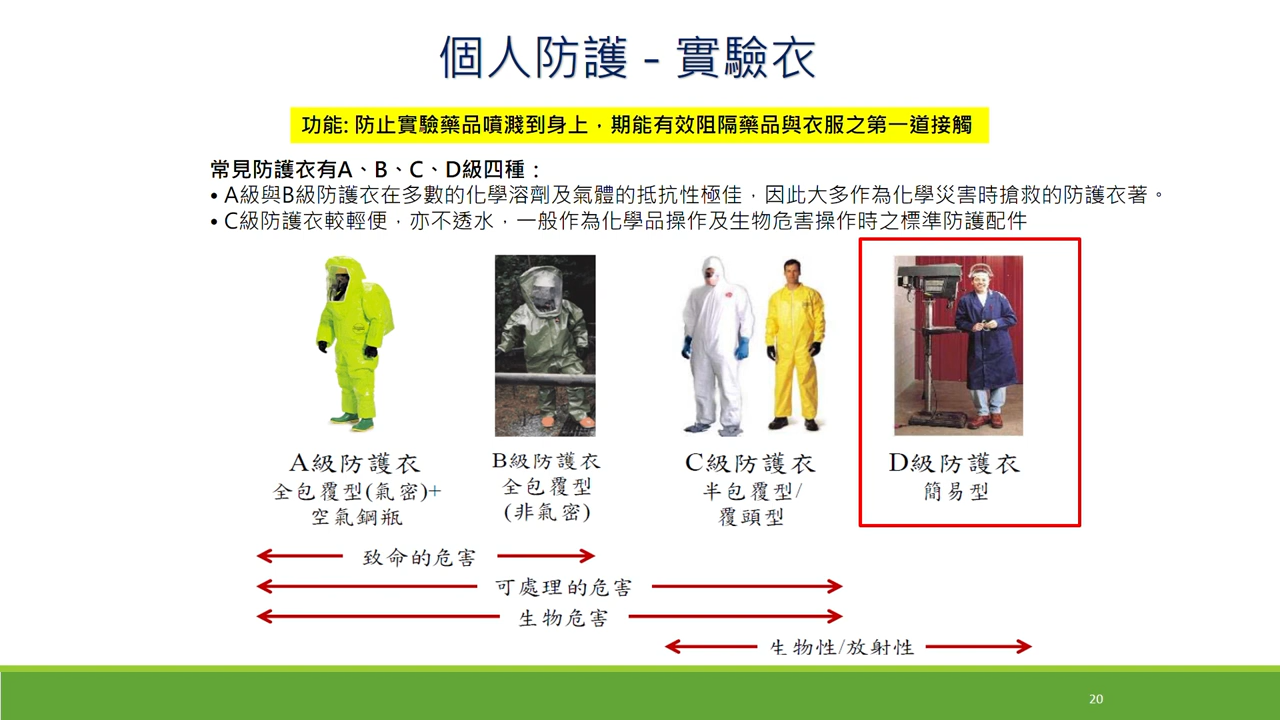 個人防護 - 實驗衣
功能: 防止實驗藥品噴濺到身上，期能有效阻隔藥品與衣服之第一道接觸
常見防護衣有A、B、C、D級四種：
• A級與B級防護衣在多數的化學溶劑及氣體的抵抗性極佳，因此大多作為化學災害時搶救的防護衣著。
• C級防護衣較輕便，亦不透水，一般作為化學品操作及生物危害操作時之標準防護配件
A級防護衣
全包覆型(氣密)+
空氣鋼瓶
B級防護衣
全包覆型
(非氣密)
C級防護衣
半包覆型/
覆頭型
D級防護衣
簡易型
致命的危害
可處理的危害
生物危害
生物性/放射性
20